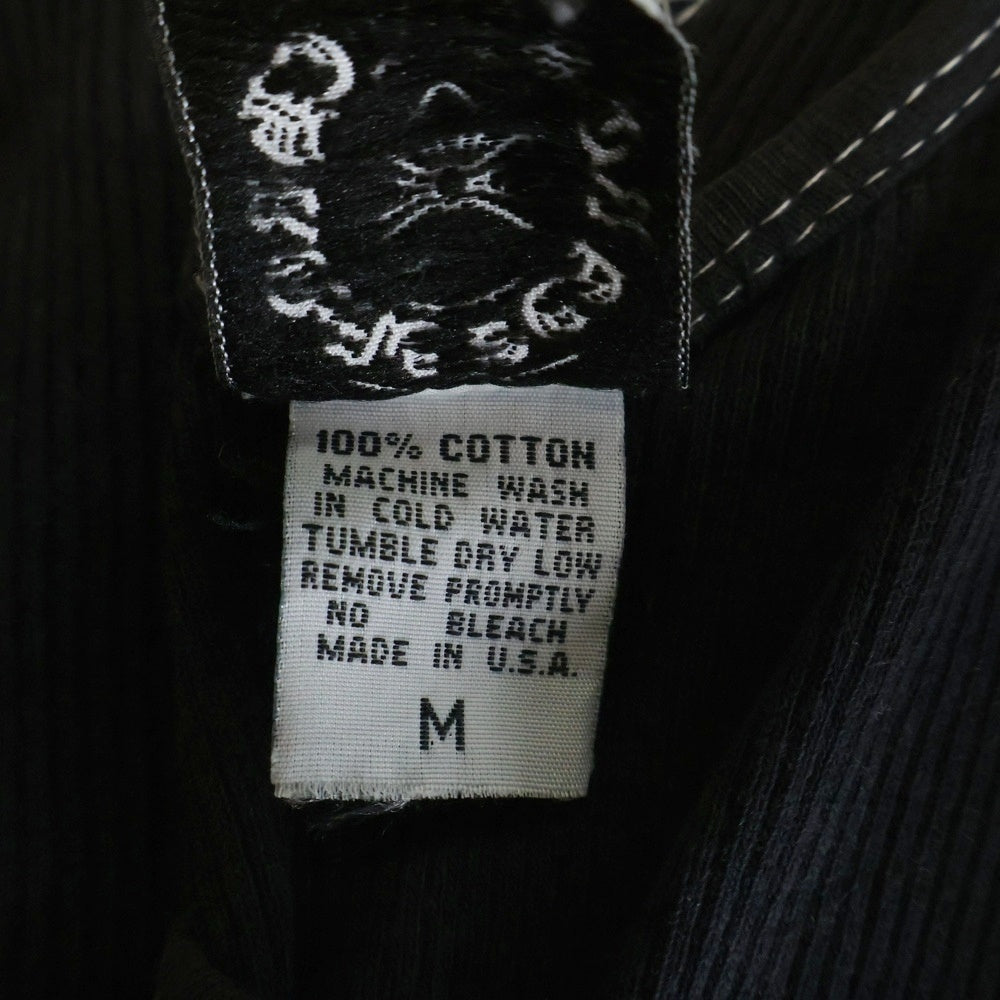 100% COTTON
MACHINE WASH
IN COLD WATER
TUMBLE DRY LOW
REMOVE PROMPTLY
NO BLEACH
MADE IN U.S.A.
M